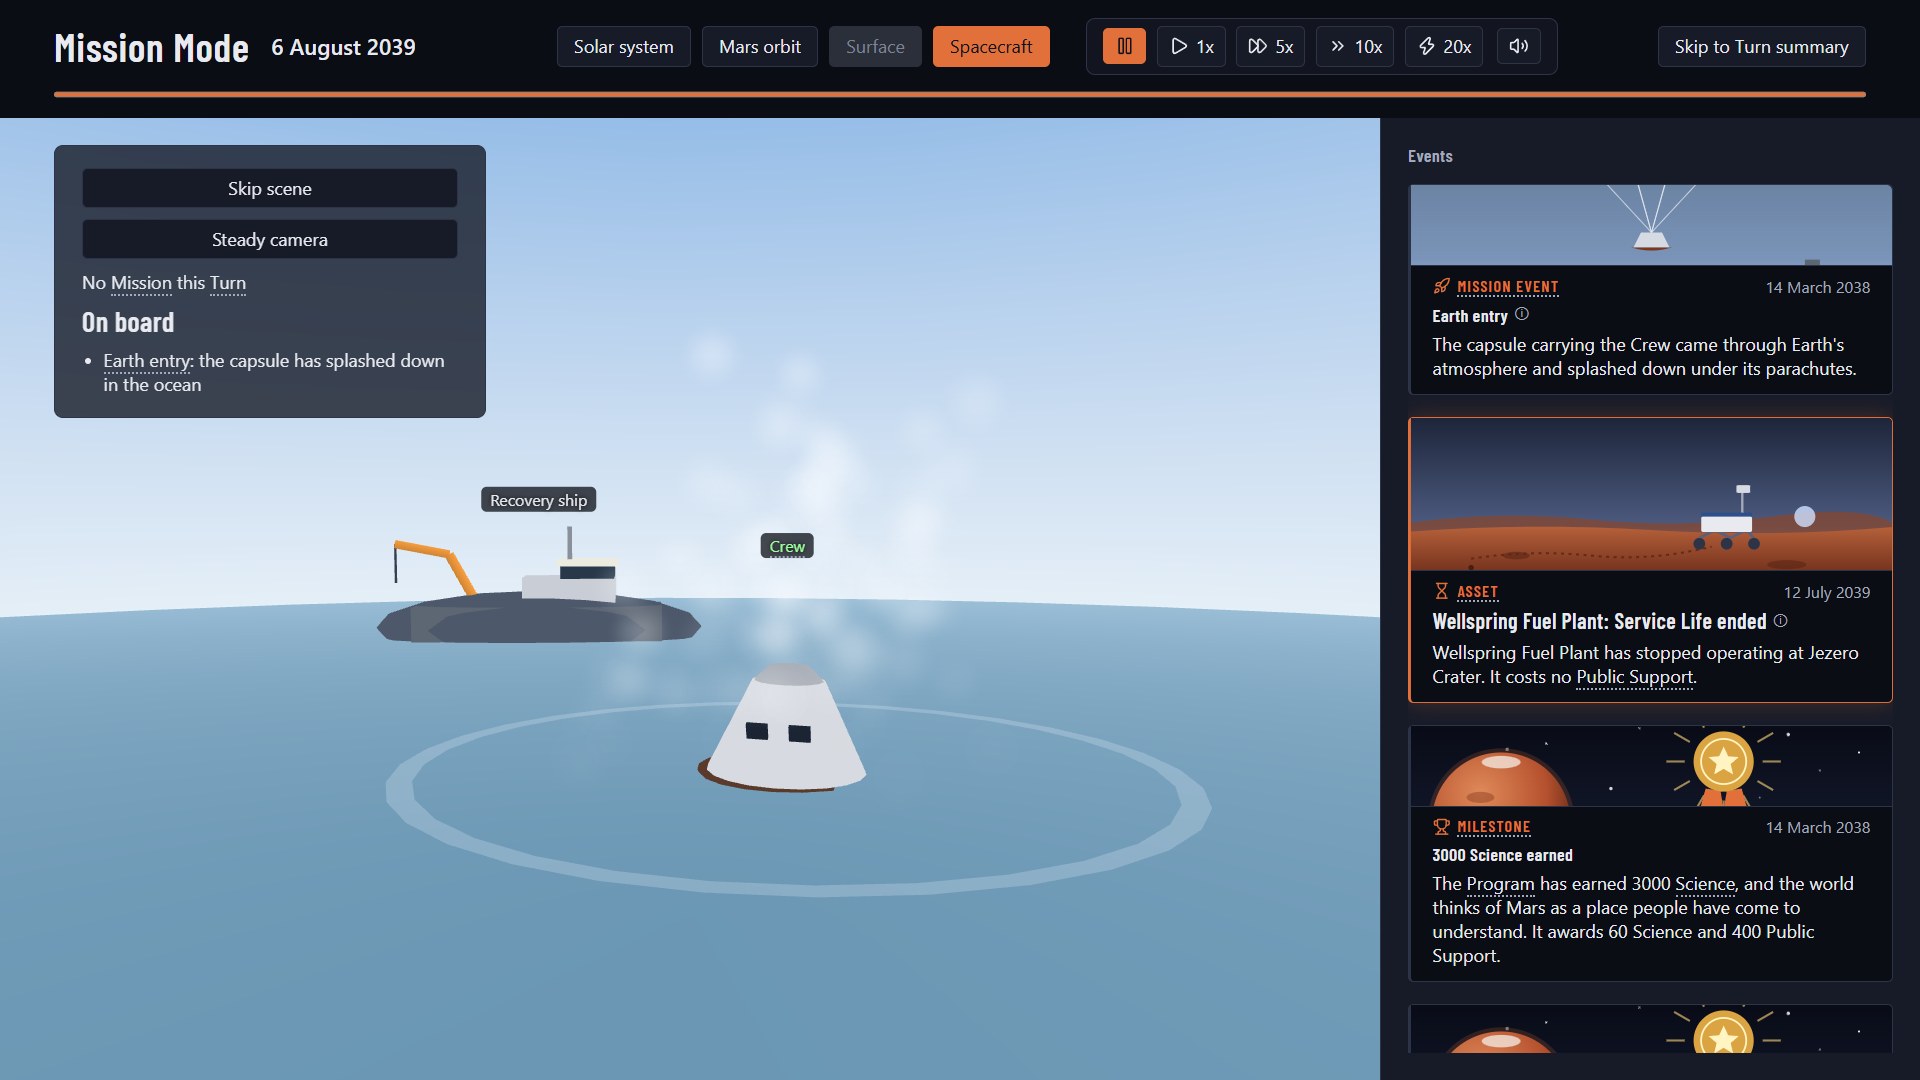 Mission Mode
6 August 2039
Solar system
Mars orbit
Surface
Spacecraft
1x
5x
10x
20x
Skip to Turn summary
Skip scene
Steady camera
No Mission this Turn
On board
Earth entry: the capsule has splashed down
in the ocean
Recovery ship
Crew
Events
MISSION EVENT
14 March 2038
Earth entry
The capsule carrying the Crew came through Earth's
atmosphere and splashed down under its parachutes.
ASSET
12 July 2039
Wellspring Fuel Plant: Service Life ended
Wellspring Fuel Plant has stopped operating at Jezero
Crater. It costs no Public Support.
MILESTONE
14 March 2038
3000 Science earned
The Program has earned 3000 Science, and the world
thinks of Mars as a place people have come to
understand. It awards 60 Science and 400 Public
Support.